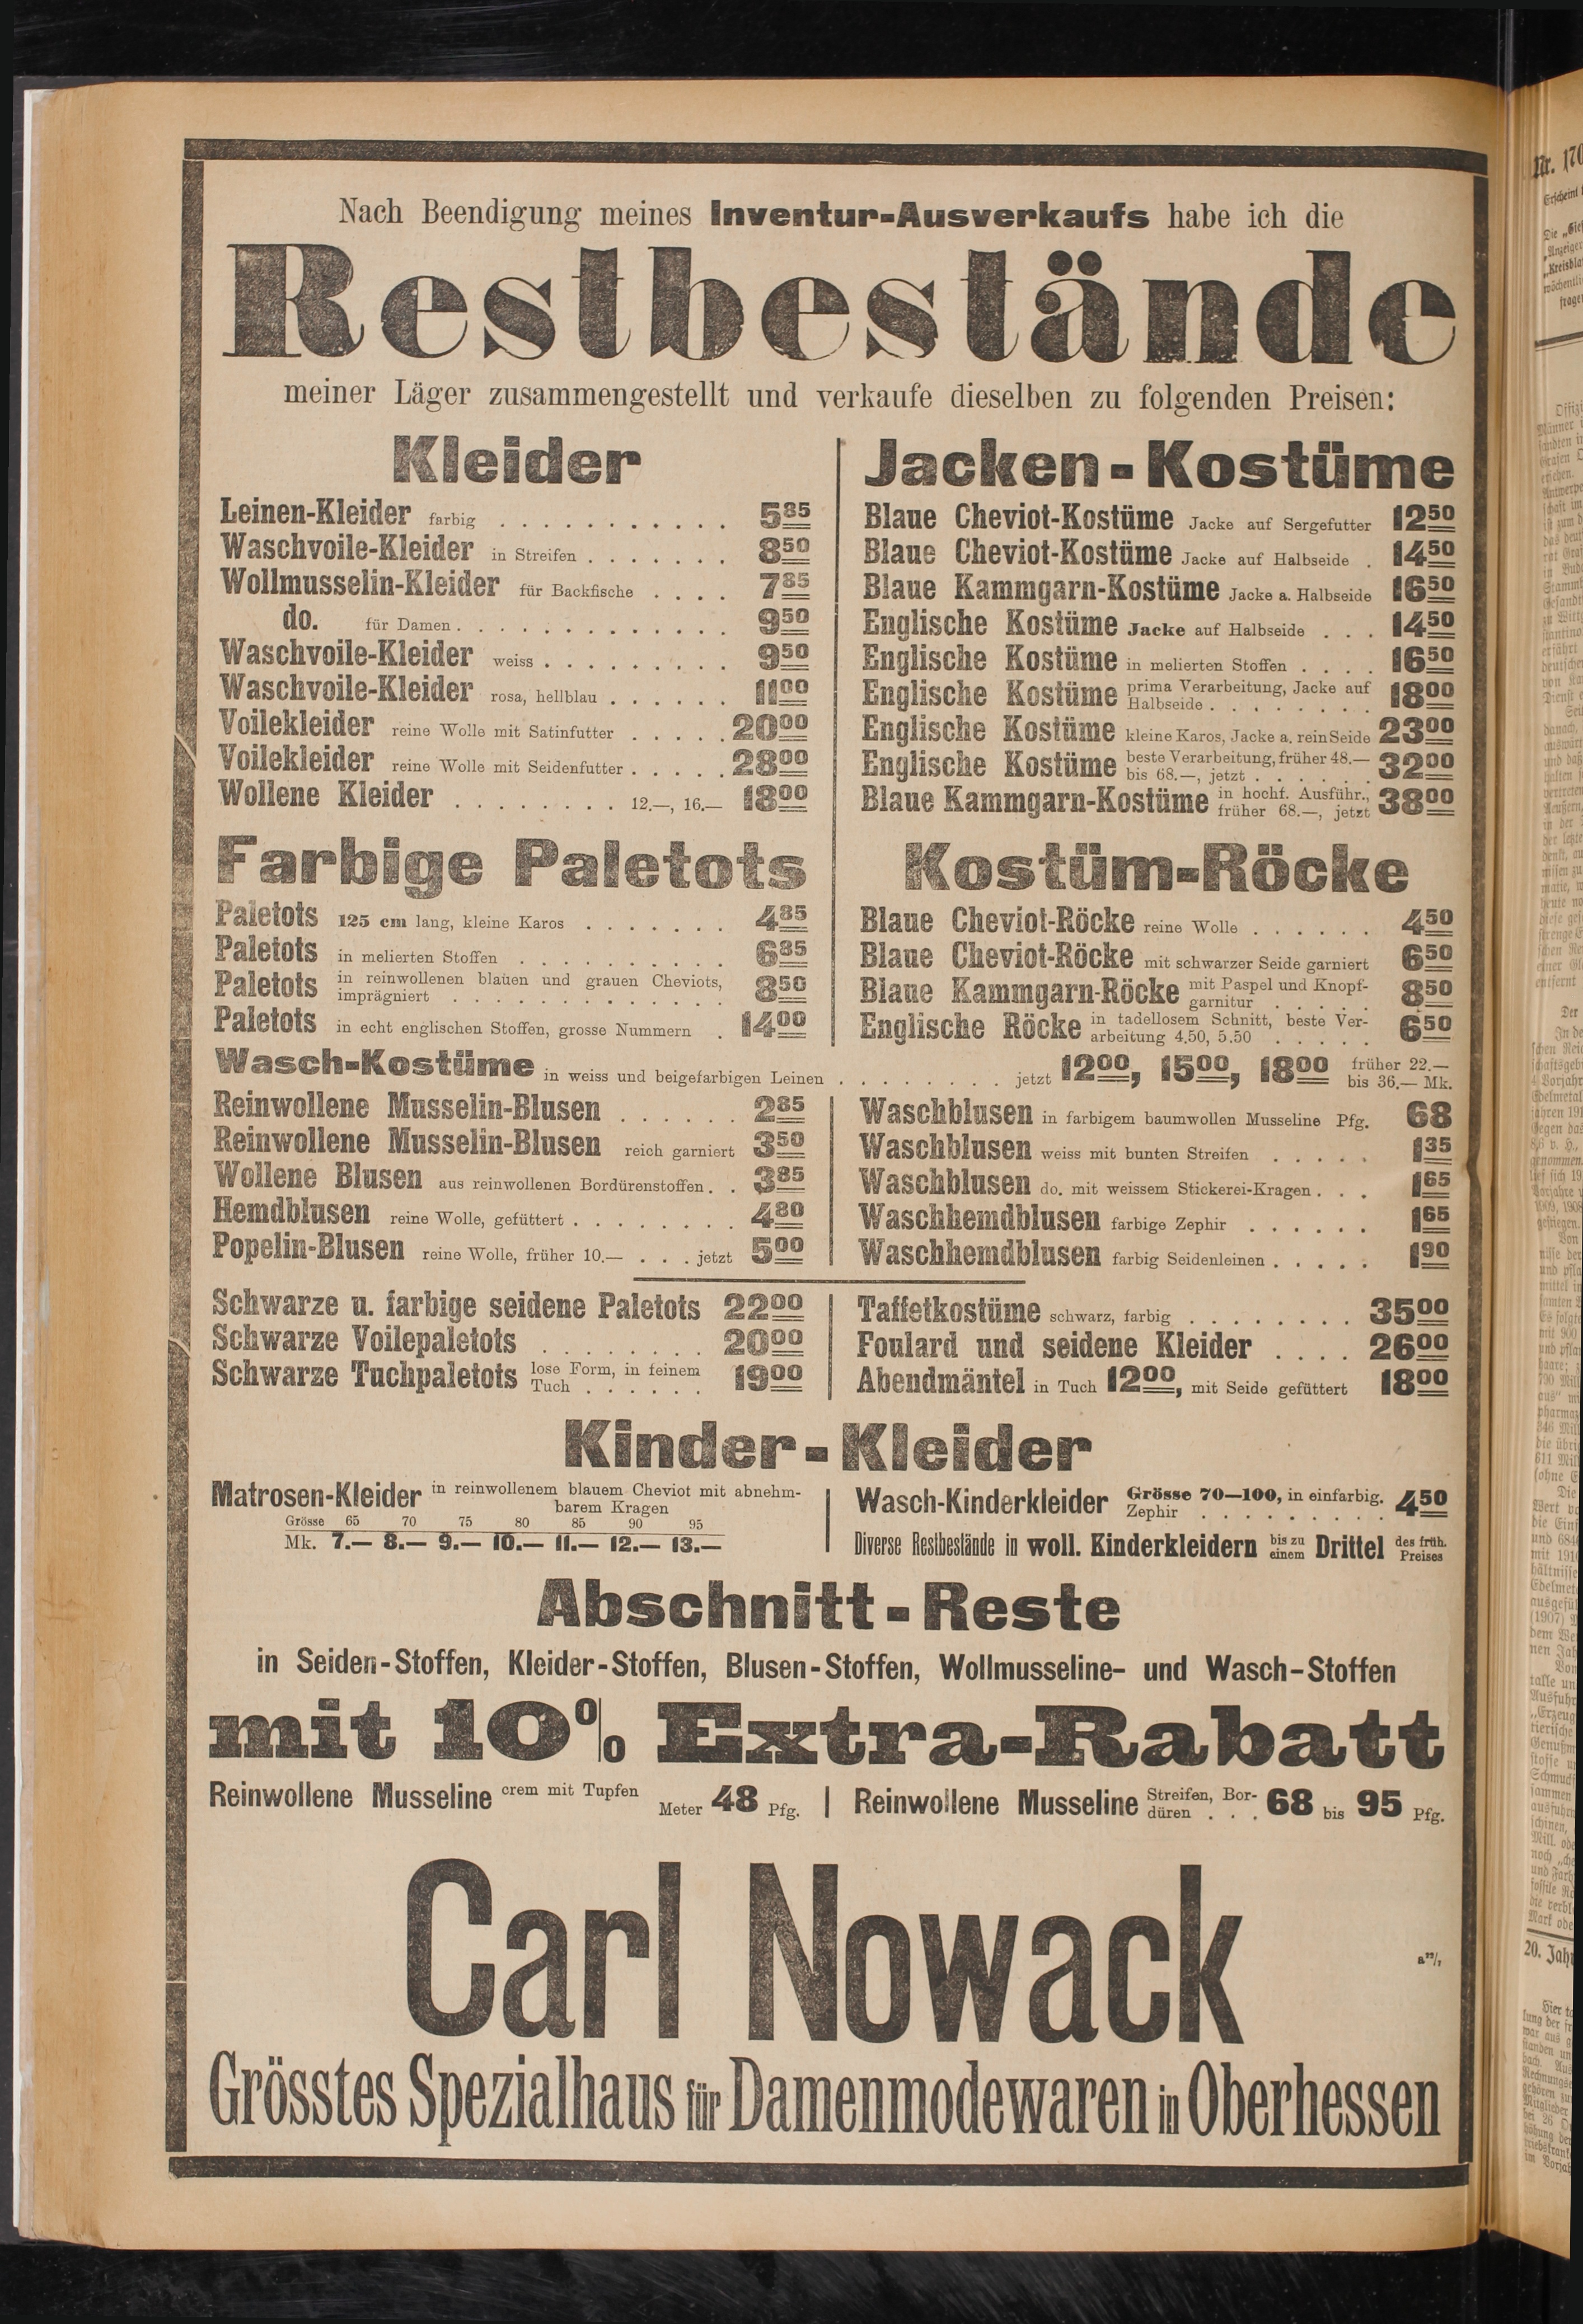 Nach Beendigung meines Inventur-Ausverkaufs habe ich die
Restbestände
meiner Läger zusammengestellt und verkaufe dieselben zu folgenden Preisen:
Kleider
Leinen-Kleider farbig . . . . . . . . . . . 5 85
Waschvoile-Kleider in Streifen . . . . . . . 8 50
Wollmusselin-Kleider für Backfische . . . . 7 85
do. für Damen . . . . . . . . . . . . . 9 50
Waschvoile-Kleider weiss . . . . . . . . . 9 50
Waschvoile-Kleider rosa, hellblau . . . . . . 11 00
Voilekleider reine Wolle mit Satinfutter . . . . . 20 00
Voilekleider reine Wolle mit Seidenfutter . . . . . 28 00
Wollene Kleider . . . . . . . . 12.—, 16.— 18 00
Farbige Paletots
Paletots 125 cm lang, kleine Karos . . . . . . . 4 85
Paletots in melierten Stoffen . . . . . . . . . . 6 85
Paletots in reinwollenen blauen und grauen Cheviots,
imprägniert . . . . . . . . . . . . . 8 50
Paletots in echt englischen Stoffen, grosse Nummern . 14 00
Jacken-Kostüme
Blaue Cheviot-Kostüme Jacke auf Sergefutter 12 50
Blaue Cheviot-Kostüme Jacke auf Halbseide . 14 50
Blaue Kammgarn-Kostüme Jacke a. Halbseide 16 50
Englische Kostüme Jacke auf Halbseide . . . 14 50
Englische Kostüme in melierten Stoffen . . . . 16 50
Englische Kostüme prima Verarbeitung, Jacke auf
Halbseide . . . . . . . . 18 00
Englische Kostüme kleine Karos, Jacke a. rein Seide 23 00
Englische Kostüme beste Verarbeitung, früher 48.—
bis 68.—, jetzt . . . . . . 32 00
Blaue Kammgarn-Kostüme in hochf. Ausführ.,
früher 68.—, jetzt 38 00
Kostüm-Röcke
Blaue Cheviot-Röcke reine Wolle . . . . . . 4 50
Blaue Cheviot-Röcke mit schwarzer Seide garniert 6 50
Blaue Kammgarn-Röcke mit Paspel und Knopf-
garnitur . . . . . 8 50
Englische Röcke in tadellosem Schnitt, beste Ver-
arbeitung 4.50, 5.50 . . . . . 6 50
Wasch-Kostüme in weiss und beigefarbigen Leinen . . . . . . . . jetzt 12 00, 15 00, 18 00 früher 22.—
bis 36.— Mk.
Reinwollene Musselin-Blusen . . . . . . 2 85
Reinwollene Musselin-Blusen reich garniert 3 50
Wollene Blusen aus reinwollenen Bordürenstoffen . . 3 85
Hemdblusen reine Wolle, gefüttert . . . . . . . . 4 80
Popelin-Blusen reine Wolle, früher 10.— . . . jetzt 5 00
Waschblusen in farbigem baumwollen Musseline Pfg. 68
Waschblusen weiss mit bunten Streifen . . . . . 1 35
Waschblusen do. mit weissem Stickerei-Kragen . . . 1 65
Waschhemdblusen farbige Zephir . . . . . . 1 65
Waschhemdblusen farbig Seidenleinen . . . . . 1 90
Schwarze u. farbige seidene Paletots 22 00
Schwarze Voilepaletots . . . . . . . . 20 00
Schwarze Tuchpaletots lose Form, in feinem
Tuch . . . . . . 19 00
Taffetkostüme schwarz, farbig . . . . . . . . . 35 00
Foulard und seidene Kleider . . . . 26 00
Abendmäntel in Tuch 12 00, mit Seide gefüttert 18 00
Kinder-Kleider
Matrosen-Kleider in reinwollenem blauem Cheviot mit abnehm-
barem Kragen
Grösse 65 70 75 80 85 90 95
Mk. 7.— 8.— 9.— 10.— 11.— 12.— 13.—
Wasch-Kinderkleider Grösse 70—100, in einfarbig.
Zephir . . . . . . . . . 4 50
Diverse Restbestände in woll. Kinderkleidern bis zu einem Drittel des früh. Preises
Abschnitt-Reste
in Seiden-Stoffen, Kleider-Stoffen, Blusen-Stoffen, Wollmusseline- und Wasch-Stoffen
mit 10% Extra-Rabatt
Reinwollene Musseline crem mit Tupfen Meter 48 Pfg.
Reinwollene Musseline Streifen, Bor-
düren . . . 68 bis 95 Pfg.
Carl Nowack
Grösstes Spezialhaus für Damenmodewaren in Oberhessen
Nr. 170